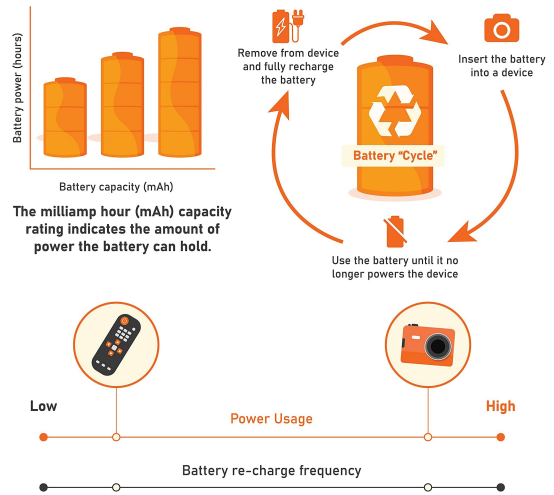 Battery power (hours)
Battery capacity (mAh)
The milliamp hour (mAh) capacity
rating indicates the amount of
power the battery can hold.
Remove from device
and fully recharge
the battery
Insert the battery
into a device
Battery “Cycle”
Use the battery until it no
longer powers the device
Low
High
Power Usage
Battery re-charge frequency